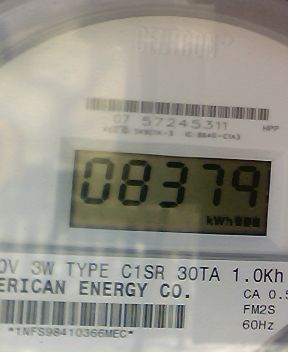 07 57245311
HPP
08379
kWh
0V 3W TYPE C1SR 30TA 1.0Kh
ERICAN ENERGY CO.
CA 0.5
FM2S
60Hz
*1NFS98410366MEC*